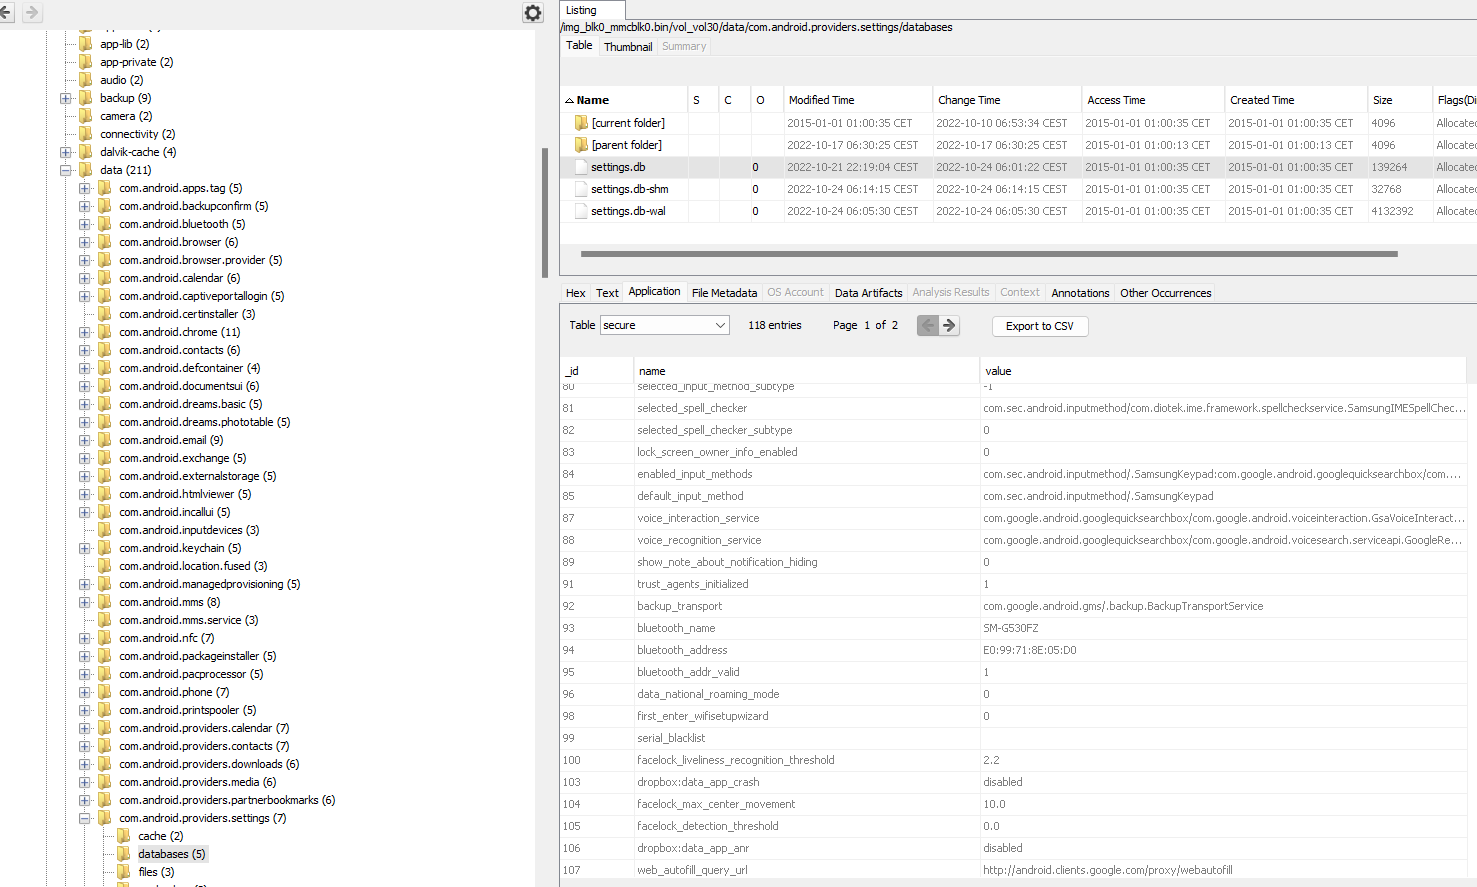 app-lib (2)
app-private (2)
audio (2)
backup (9)
camera (2)
connectivity (2)
dalvik-cache (4)
data (211)
com.android.apps.tag (5)
com.android.backupconfirm (5)
com.android.bluetooth (5)
com.android.browser (6)
com.android.browser.provider (5)
com.android.calendar (6)
com.android.captiveportallogin (5)
com.android.certinstaller (3)
com.android.chrome (11)
com.android.contacts (6)
com.android.defcontainer (4)
com.android.documentsui (6)
com.android.dreams.basic (5)
com.android.dreams.phototable (5)
com.android.email (9)
com.android.exchange (5)
com.android.externalstorage (5)
com.android.htmlviewer (5)
com.android.incallui (5)
com.android.inputdevices (3)
com.android.keychain (5)
com.android.location.fused (3)
com.android.managedprovisioning (5)
com.android.mms (8)
com.android.mms.service (3)
com.android.nfc (7)
com.android.packageinstaller (5)
com.android.pacprocessor (5)
com.android.phone (7)
com.android.printspooler (5)
com.android.providers.calendar (7)
com.android.providers.contacts (7)
com.android.providers.downloads (6)
com.android.providers.media (6)
com.android.providers.partnerbookmarks (6)
com.android.providers.settings (7)
cache (2)
databases (5)
files (3)
Listing
/img_blk0_mmcblk0.bin/vol_vol30/data/com.android.providers.settings/databases
Table Thumbnail Summary
Name S C O Modified Time Change Time Access Time Created Time Size Flags(Di
[current folder] 2015-01-01 01:00:35 CET 2022-10-10 06:53:34 CEST 2015-01-01 01:00:35 CET 2015-01-01 01:00:35 CET 4096 Allocated
[parent folder] 2022-10-17 06:30:25 CEST 2022-10-17 06:30:25 CEST 2015-01-01 01:00:13 CET 2015-01-01 01:00:13 CET 4096 Allocated
settings.db 0 2022-10-21 22:19:04 CEST 2022-10-24 06:01:22 CEST 2015-01-01 01:00:35 CET 2015-01-01 01:00:35 CET 139264 Allocated
settings.db-shm 0 2022-10-24 06:14:15 CEST 2022-10-24 06:14:15 CEST 2015-01-01 01:00:35 CET 2015-01-01 01:00:35 CET 32768 Allocated
settings.db-wal 0 2022-10-24 06:05:30 CEST 2022-10-24 06:05:30 CEST 2015-01-01 01:00:35 CET 2015-01-01 01:00:35 CET 4132392 Allocated
Hex Text Application File Metadata OS Account Data Artifacts Analysis Results Context Annotations Other Occurrences
Table secure 118 entries Page 1 of 2 Export to CSV
_id name value
80 selected_input_method_subtype -1
81 selected_spell_checker com.sec.android.inputmethod/com.diotek.ime.framework.spellcheckservice.SamsungIMESpellChec...
82 selected_spell_checker_subtype 0
83 lock_screen_owner_info_enabled 0
84 enabled_input_methods com.sec.android.inputmethod/.SamsungKeypad:com.google.android.googlequicksearchbox/com....
85 default_input_method com.sec.android.inputmethod/.SamsungKeypad
87 voice_interaction_service com.google.android.googlequicksearchbox/com.google.android.voiceinteraction.GsaVoiceInteract...
88 voice_recognition_service com.google.android.googlequicksearchbox/com.google.android.voicesearch.serviceapi.GoogleRe...
89 show_note_about_notification_hiding 0
91 trust_agents_initialized 1
92 backup_transport com.google.android.gms/.backup.BackupTransportService
93 bluetooth_name SM-G530FZ
94 bluetooth_address E0:99:71:8E:05:D0
95 bluetooth_addr_valid 1
96 data_national_roaming_mode 0
98 first_enter_wifisetupwizard 0
99 serial_blacklist
100 facelock_liveliness_recognition_threshold 2.2
103 dropbox:data_app_crash disabled
104 facelock_max_center_movement 10.0
105 facelock_detection_threshold 0.0
106 dropbox:data_app_anr disabled
107 web_autofill_query_url http://android.clients.google.com/proxy/webautofill